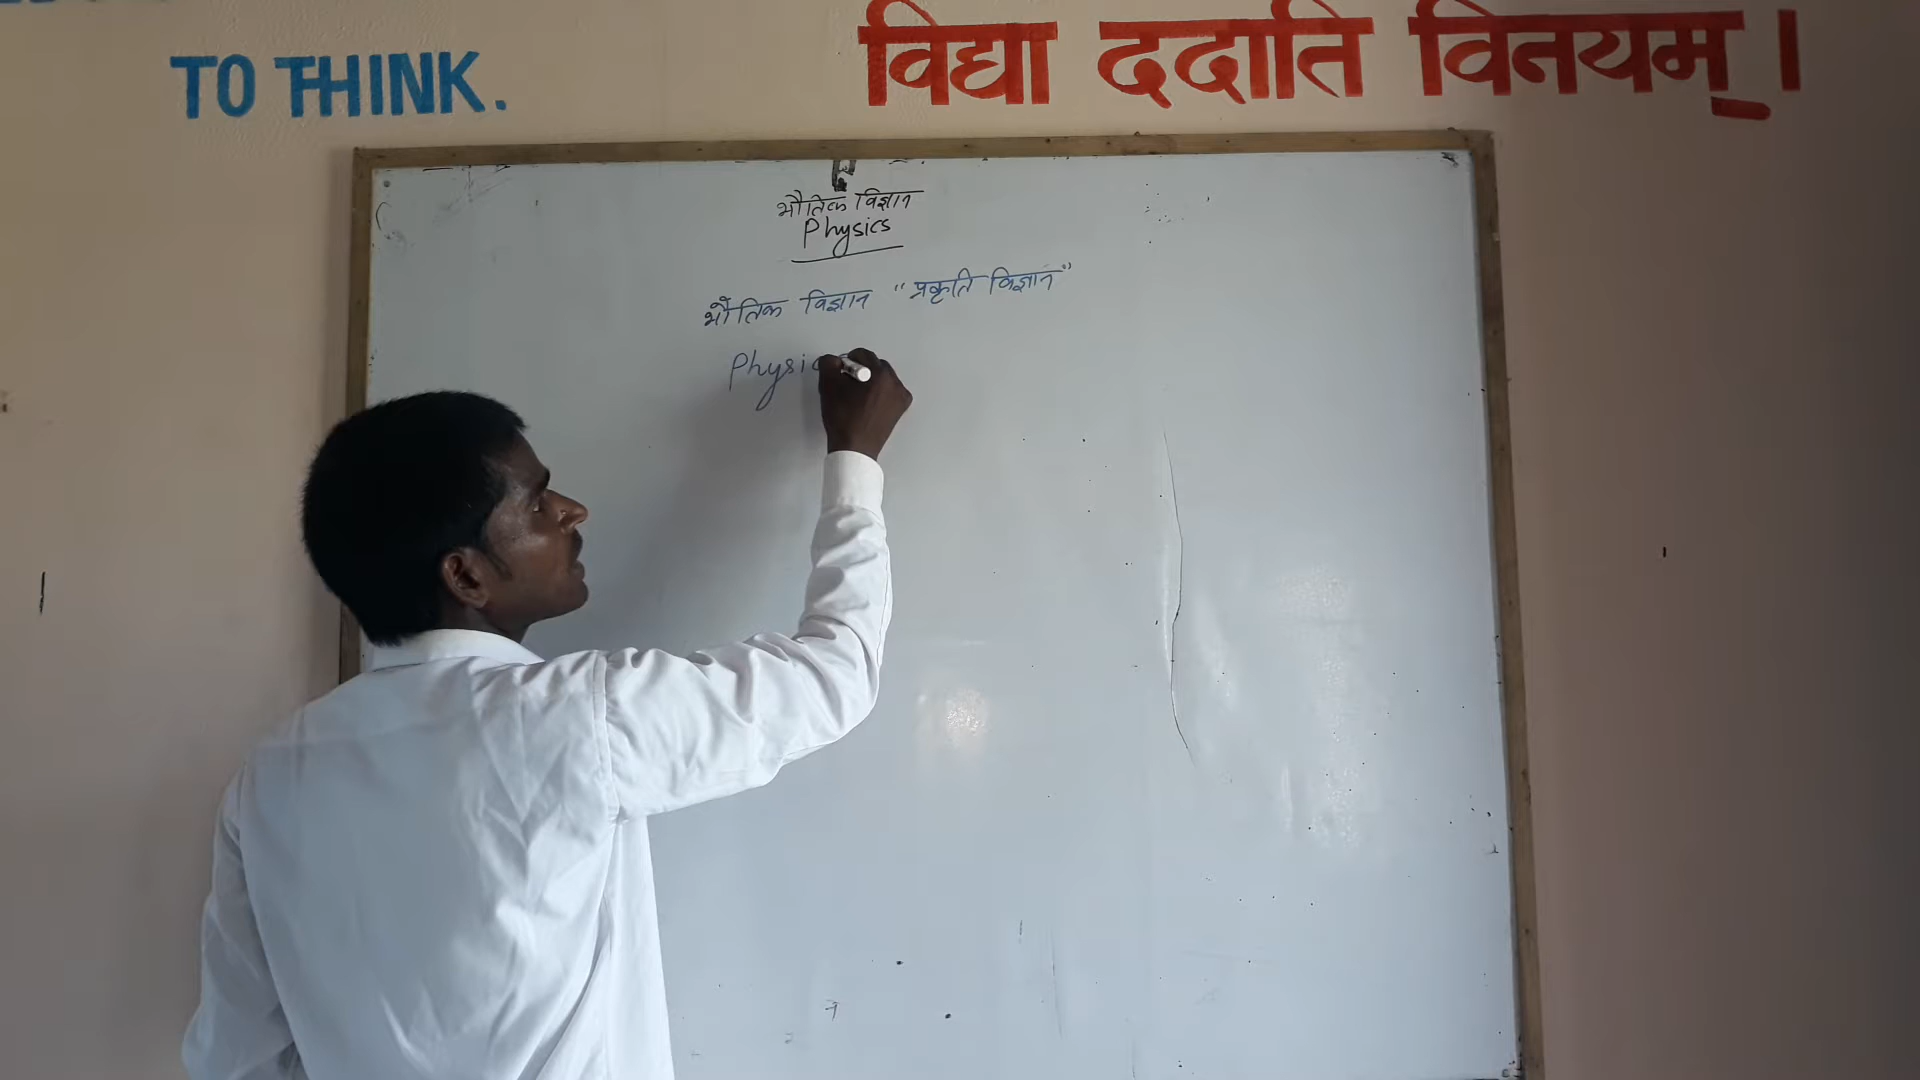 TO THINK.
विद्या ददाति विनयम् ।
भौतिक विज्ञान
Physics
भौतिक विज्ञान "प्रकृति विज्ञान"
Physic